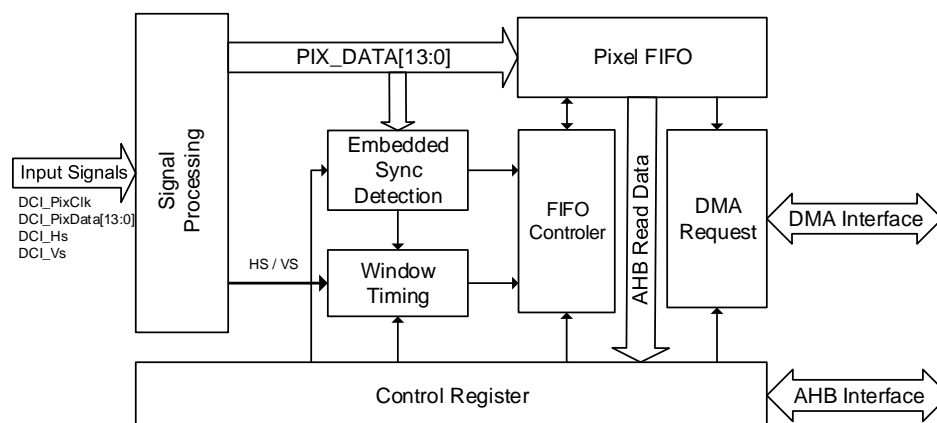 PIX_DATA[13:0]
Pixel FIFO
Signal
Processing
Input Signals
DCI_PixClk
DCI_PixData[13:0]
DCI_Hs
DCI_Vs
Embedded
Sync
Detection
HS / VS
Window
Timing
FIFO
Controler
AHB Read Data
DMA
Request
DMA Interface
Control Register
AHB Interface